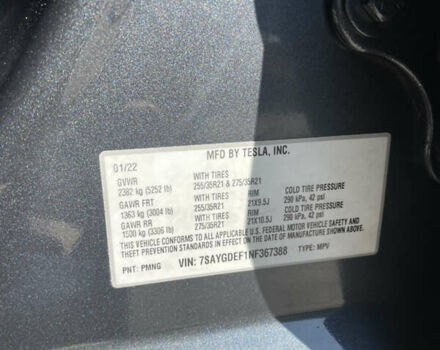 MFD BY TESLA, INC.
01/22
GVWR WITH TIRES
2382 kg (5252 lb) 255/35R21 & 275/35R21
GAWR FRT WITH TIRES RIM COLD TIRE PRESSURE
1363 kg (3004 lb) 255/35R21 21X9.5J 290 kPa, 42 psi
GAWR RR WITH TIRES RIM COLD TIRE PRESSURE
1500 kg (3306 lb) 275/35R21 21X10.5J 290 kPa, 42 psi
THIS VEHICLE CONFORMS TO ALL APPLICABLE U.S. FEDERAL MOTOR VEHICLE SAFETY AND
THEFT PREVENTION STANDARDS IN EFFECT ON THE DATE OF MANUFACTURE SHOWN ABOVE.
PNT: PMNG VIN: 7SAYGDEF1NF367388 TYPE: MPV